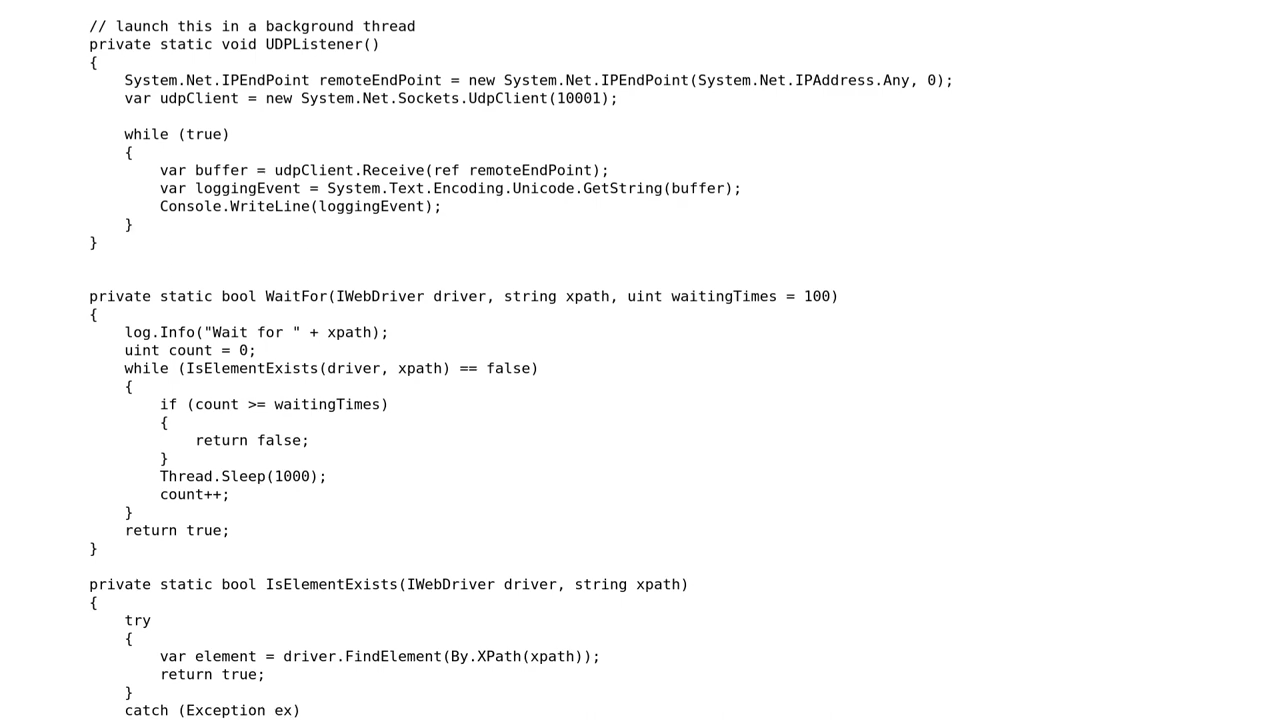 // launch this in a background thread
private static void UDPListener()
{
    System.Net.IPEndPoint remoteEndPoint = new System.Net.IPEndPoint(System.Net.IPAddress.Any, 0);
    var udpClient = new System.Net.Sockets.UdpClient(10001);

    while (true)
    {
        var buffer = udpClient.Receive(ref remoteEndPoint);
        var loggingEvent = System.Text.Encoding.Unicode.GetString(buffer);
        Console.WriteLine(loggingEvent);
    }
}


private static bool WaitFor(IWebDriver driver, string xpath, uint waitingTimes = 100)
{
    log.Info("Wait for " + xpath);
    uint count = 0;
    while (IsElementExists(driver, xpath) == false)
    {
        if (count >= waitingTimes)
        {
            return false;
        }
        Thread.Sleep(1000);
        count++;
    }
    return true;
}

private static bool IsElementExists(IWebDriver driver, string xpath)
{
    try
    {
        var element = driver.FindElement(By.XPath(xpath));
        return true;
    }
    catch (Exception ex)